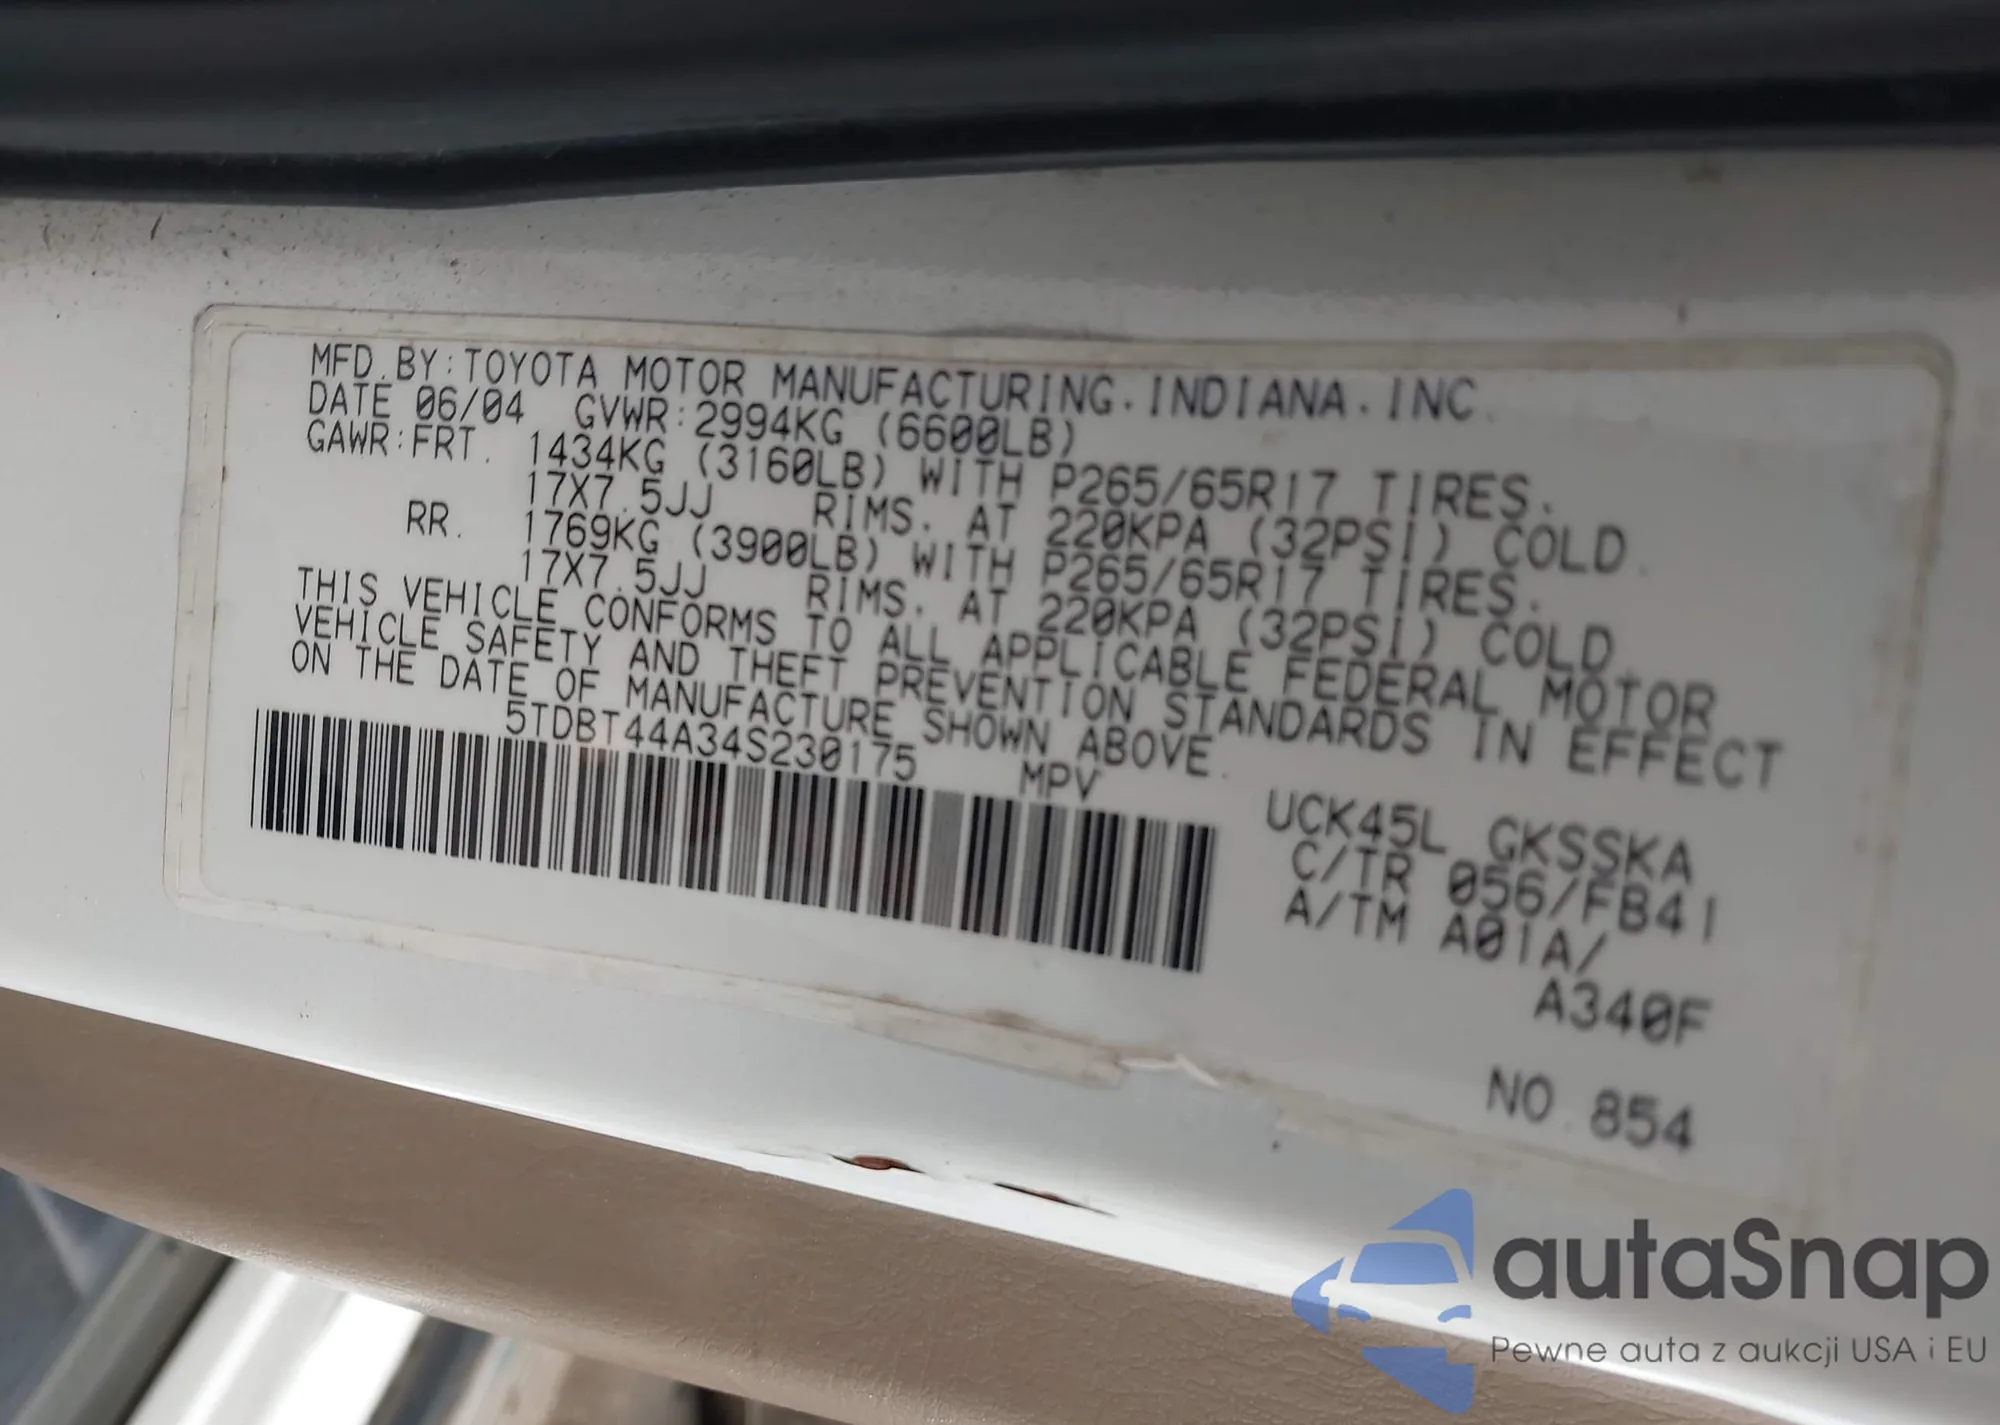 MFD.BY:TOYOTA MOTOR MANUFACTURING.INDIANA.INC.
DATE 06/04 GVWR:2994KG (6600LB)
GAWR:FRT. 1434KG (3160LB) WITH P265/65R17 TIRES.
17X7.5JJ RIMS. AT 220KPA (32PSI) COLD.
RR. 1769KG (3900LB) WITH P265/65R17 TIRES.
17X7.5JJ RIMS. AT 220KPA (32PSI) COLD.
THIS VEHICLE CONFORMS TO ALL APPLICABLE FEDERAL MOTOR
VEHICLE SAFETY AND THEFT PREVENTION STANDARDS IN EFFECT
ON THE DATE OF MANUFACTURE SHOWN ABOVE.
5TDBT44A34S230175 MPV
UCK45L GKSSKA
C/TR 056/FB41
A/TM A01A/
A340F
NO.854
autaSnap
Pewne auta z aukcji USA i EU